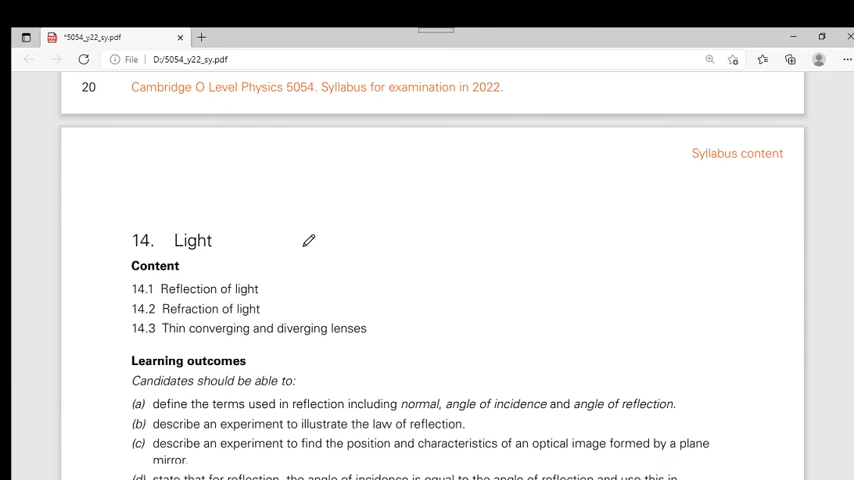 *5054_y22_sy.pdf
File D:/5054_y22_sy.pdf
20 Cambridge O Level Physics 5054. Syllabus for examination in 2022.
Syllabus content
14. Light
Content
14.1 Reflection of light
14.2 Refraction of light
14.3 Thin converging and diverging lenses
Learning outcomes
Candidates should be able to:
(a) define the terms used in reflection including normal, angle of incidence and angle of reflection.
(b) describe an experiment to illustrate the law of reflection.
(c) describe an experiment to find the position and characteristics of an optical image formed by a plane
mirror.
(d) state that for reflection, the angle of incidence is equal to the angle of reflection and use this in